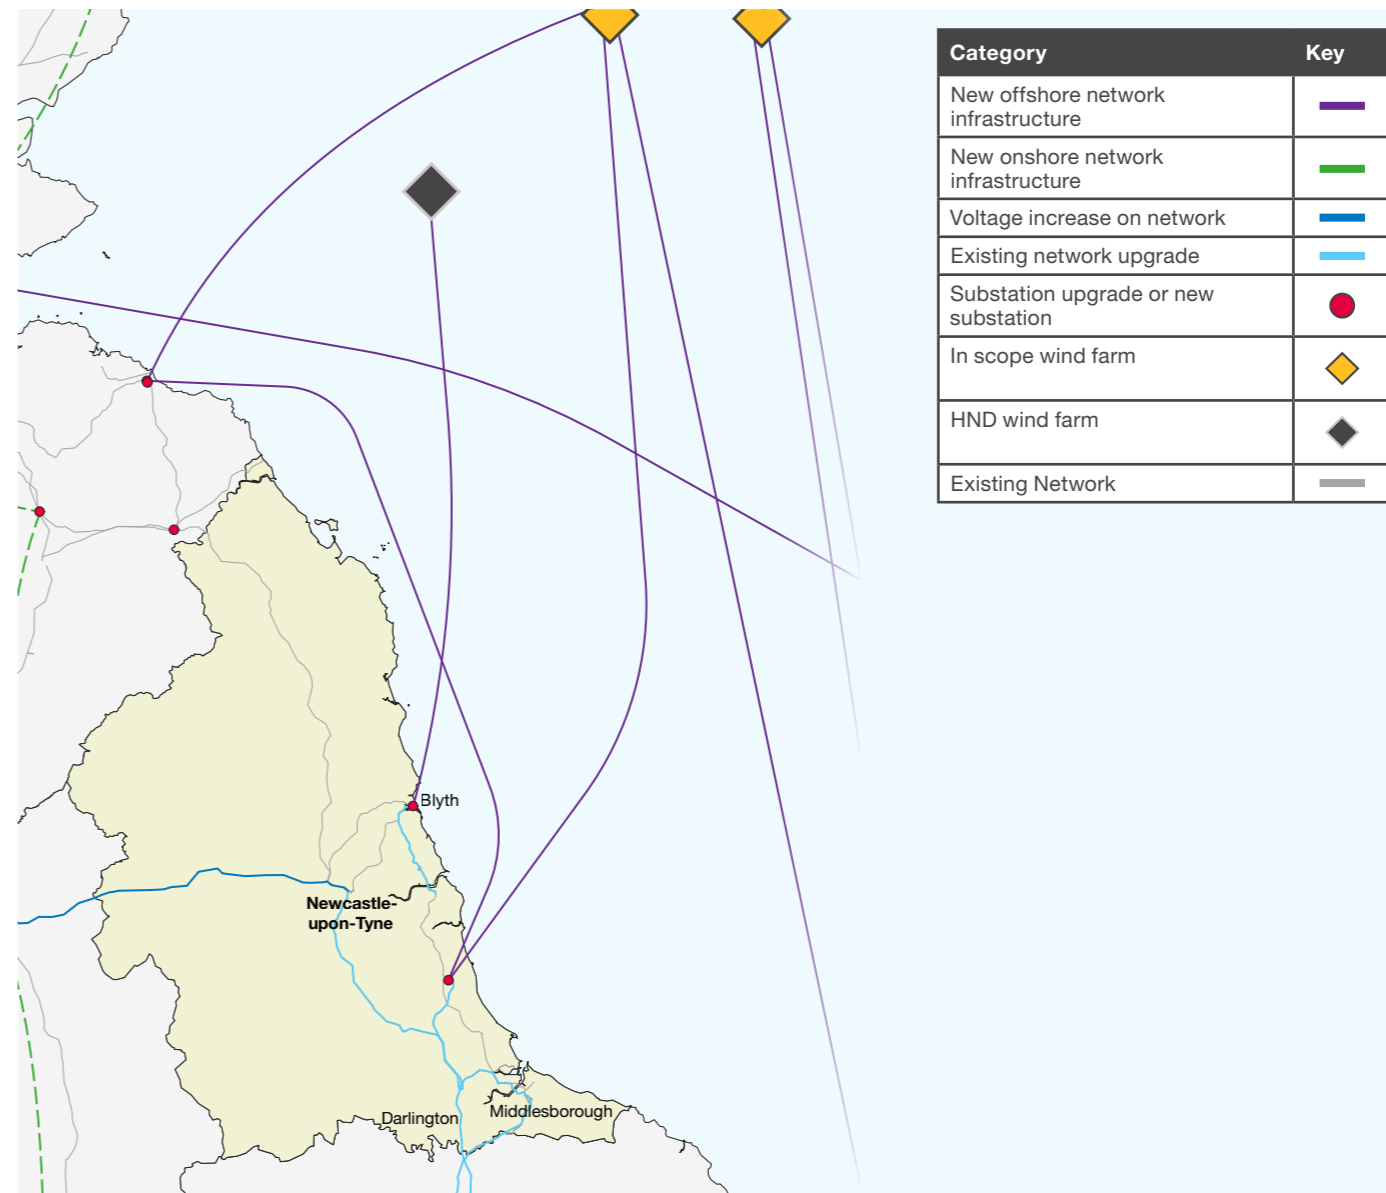 Category Key
New offshore network
infrastructure
New onshore network
infrastructure
Voltage increase on network
Existing network upgrade
Substation upgrade or new
substation
In scope wind farm
HND wind farm
Existing Network
Blyth
Newcastle-
upon-Tyne
Darlington
Middlesborough